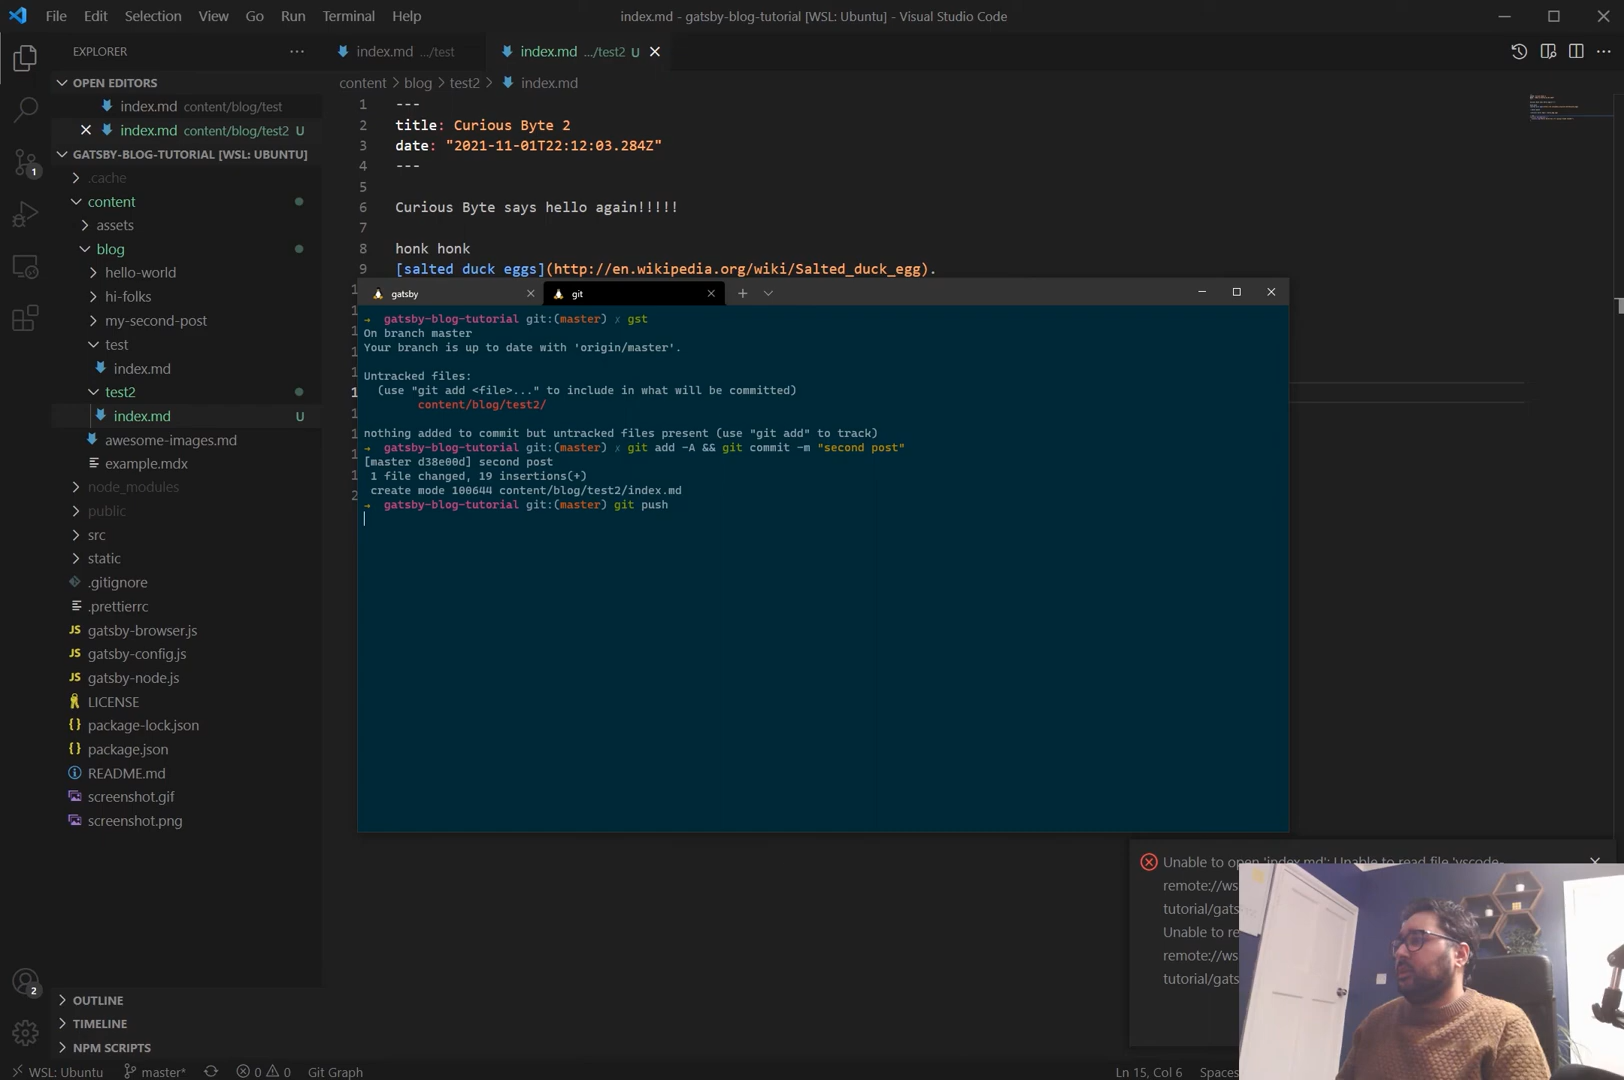 File Edit Selection View Go Run Terminal Help
index.md - gatsby-blog-tutorial [WSL: Ubuntu] - Visual Studio Code
EXPLORER
index.md .../test
index.md .../test2 U
OPEN EDITORS
index.md content/blog/test
index.md content/blog/test2 U
GATSBY-BLOG-TUTORIAL [WSL: UBUNTU]
.cache
content
assets
blog
hello-world
hi-folks
my-second-post
test
index.md
test2
index.md U
awesome-images.md
example.mdx
node_modules
public
src
static
.gitignore
.prettierrc
JS gatsby-browser.js
JS gatsby-config.js
JS gatsby-node.js
LICENSE
{} package-lock.json
{} package.json
README.md
screenshot.gif
screenshot.png
OUTLINE
TIMELINE
NPM SCRIPTS
1
2
content > blog > test2 > index.md
1 ---
2 title: Curious Byte 2
3 date: "2021-11-01T22:12:03.284Z"
4 ---
5
6 Curious Byte says hello again!!!!!
7
8 honk honk
9 [salted duck eggs](http://en.wikipedia.org/wiki/Salted_duck_egg).
gatsby
git
→ gatsby-blog-tutorial git:(master) ✗ gst
On branch master
Your branch is up to date with 'origin/master'.
Untracked files:
(use "git add <file>..." to include in what will be committed)
content/blog/test2/
nothing added to commit but untracked files present (use "git add" to track)
→ gatsby-blog-tutorial git:(master) ✗ git add -A && git commit -m "second post"
[master d38e00d] second post
1 file changed, 19 insertions(+)
create mode 100644 content/blog/test2/index.md
→ gatsby-blog-tutorial git:(master) git push
Unable to open 'index.md': Unable to read file 'vscode-
remote://ws
tutorial/gats
Unable to re
remote://ws
tutorial/gats
WSL: Ubuntu master* 0 0 Git Graph
Ln 15, Col 6 Spaces